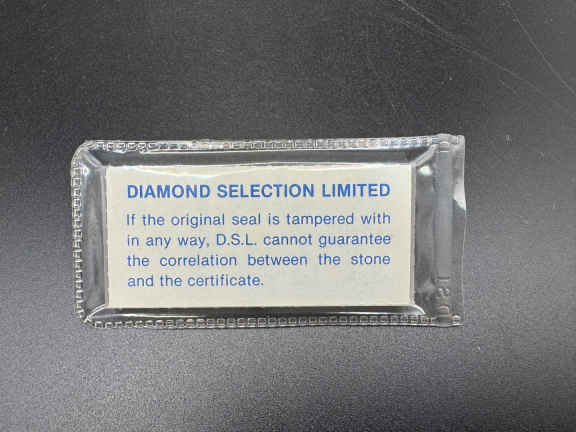 DIAMOND SELECTION LIMITED
If the original seal is tampered with
in any way, D.S.L. cannot guarantee
the correlation between the stone
and the certificate.